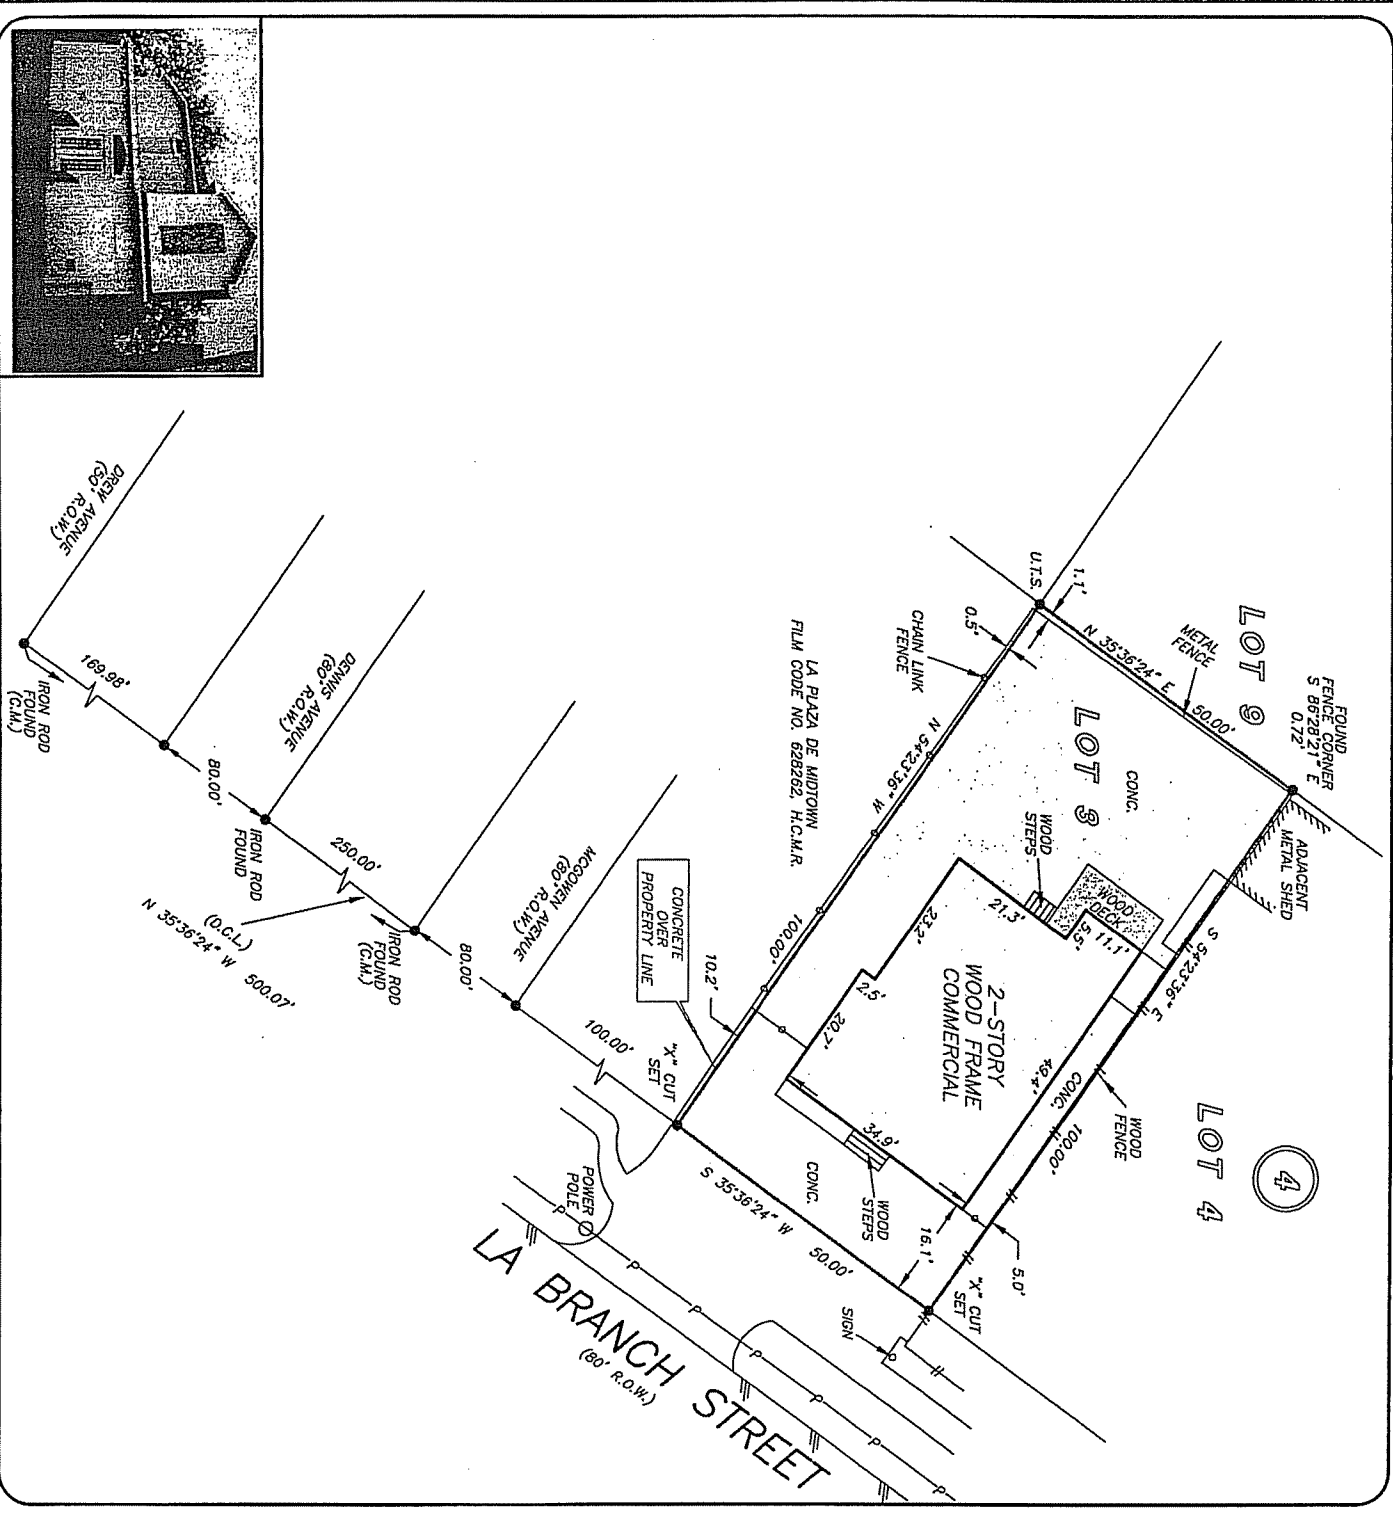 FOUND
FENCE CORNER
S 86°28'21" E
0.72'
LOT 9
METAL
FENCE
N 35°36'24" E
50.00'
1.1'
U.T.S.
0.5'
CHAIN LINK
FENCE
LOT 3
CONC.
WOOD
STEPS
WOOD
DECK
ADJACENT
METAL SHED
S 54°23'36" E
100.00'
WOOD
FENCE
LOT 4
4
N 54°23'36" W
100.00'
LA PLAZA DE MIDTOWN
FILM CODE NO. 628262, H.C.M.R.
21.3'
5.5'
11.1'
23.2'
2.5'
20.7'
2-STORY
WOOD FRAME
COMMERCIAL
49.4'
CONC.
34.9'
WOOD
STEPS
CONC.
10.2'
CONCRETE
OVER
PROPERTY LINE
16.1'
5.0'
"X" CUT
SET
SIGN
S 35°36'24" W
50.00'
"X" CUT
SET
100.00'
POWER
POLE
P
P
P
P
P
P
P
LA BRANCH STREET
(80' R.O.W.)
MCGOWEN AVENUE
(80' R.O.W.)
80.00'
IRON ROD
FOUND
(C.M.)
250.00'
(D.C.L.)
N 35°36'24" W 500.07'
IRON ROD
FOUND
DENNIS AVENUE
(80' R.O.W.)
80.00'
169.98'
IRON ROD
FOUND
(C.M.)
DREW AVENUE
(50' R.O.W.)